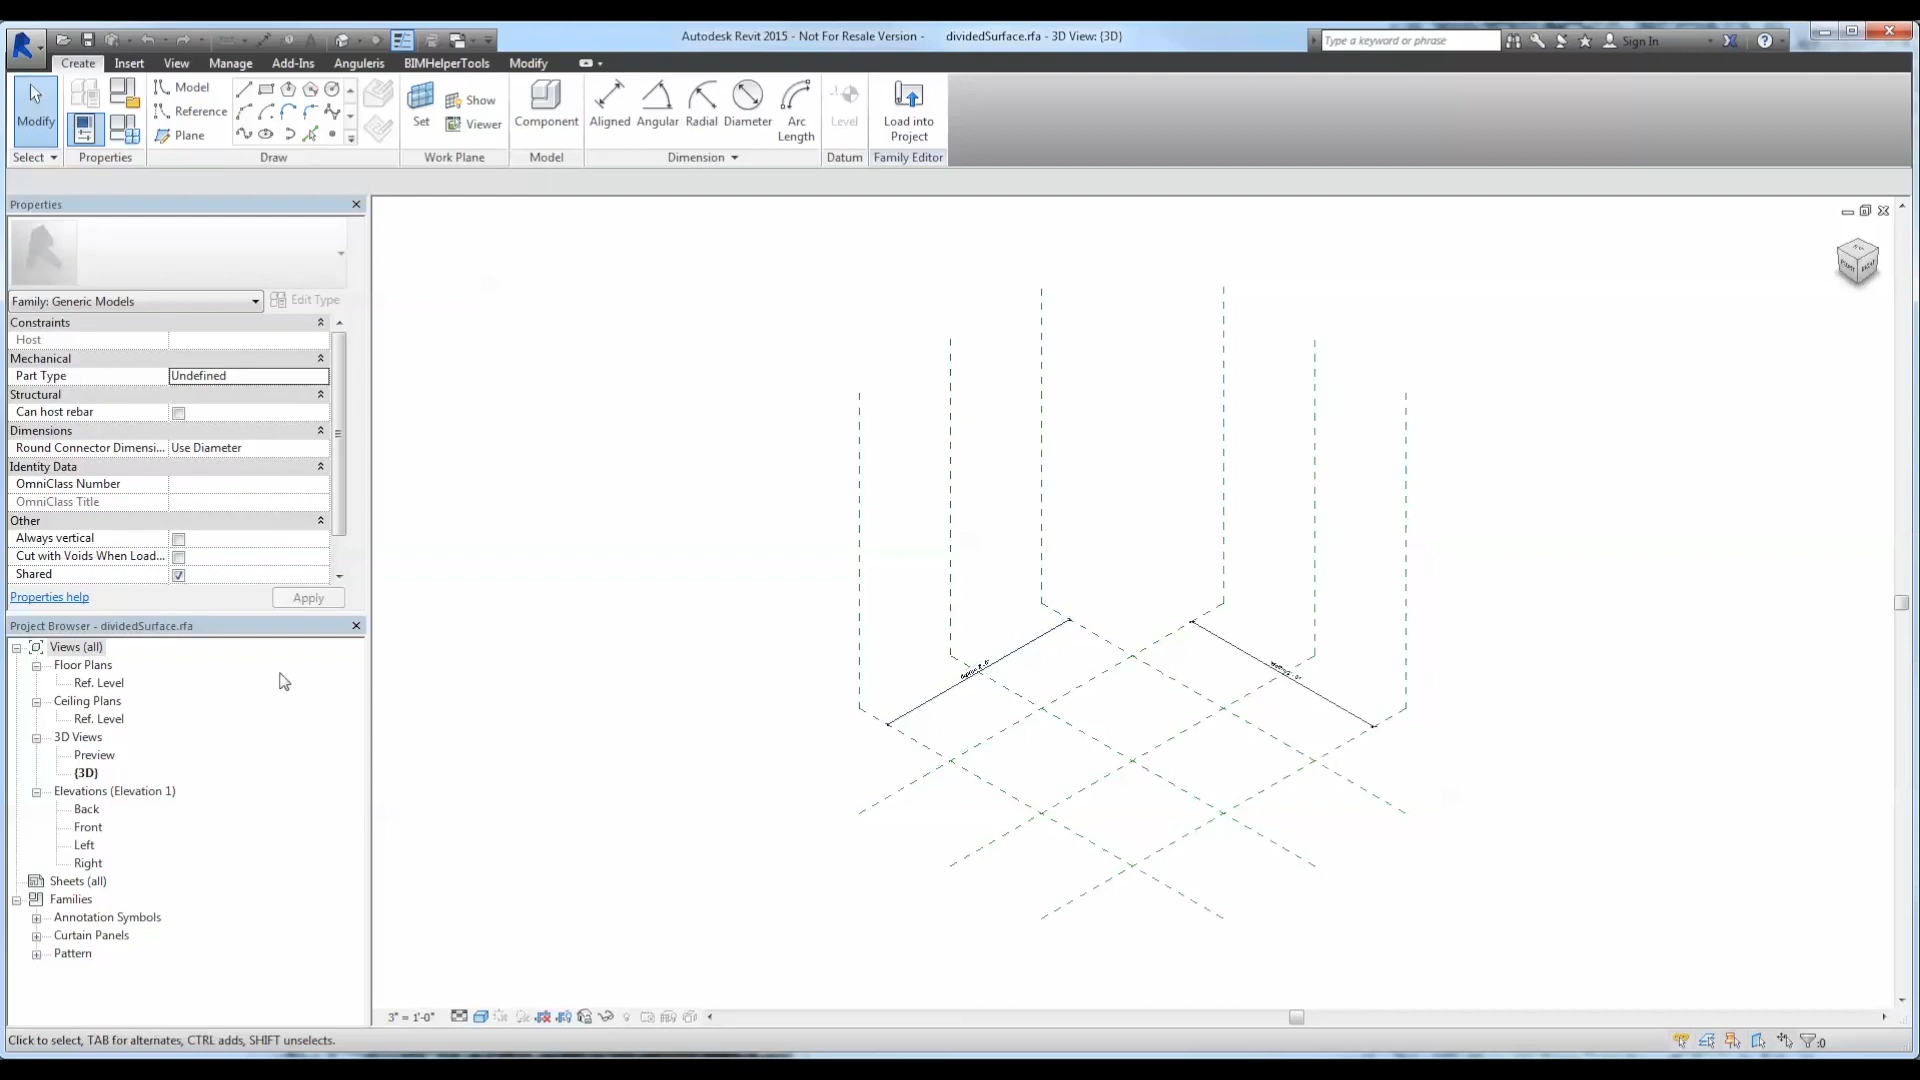 Autodesk Revit 2015 - Not For Resale Version - dividedSurface.rfa - 3D View: {3D}
Type a keyword or phrase
Sign In
Create Insert View Manage Add-Ins Anguleris BIMHelperTools Modify
Modify
Model
Reference
Plane
Set
Show
Viewer
Component
Aligned
Angular
Radial
Diameter
Arc Length
Level
Load into Project
Select
Properties
Draw
Work Plane
Model
Dimension
Datum
Family Editor
Properties
Family: Generic Models
Edit Type
Constraints
Host
Mechanical
Part Type Undefined
Structural
Can host rebar
Dimensions
Round Connector Dimensi... Use Diameter
Identity Data
OmniClass Number
OmniClass Title
Other
Always vertical
Cut with Voids When Load...
Shared
Properties help
Apply
Project Browser - dividedSurface.rfa
Views (all)
Floor Plans
Ref. Level
Ceiling Plans
Ref. Level
3D Views
Preview
{3D}
Elevations (Elevation 1)
Back
Front
Left
Right
Sheets (all)
Families
Annotation Symbols
Curtain Panels
Pattern
3" = 1'-0"
Click to select, TAB for alternates, CTRL adds, SHIFT unselects.
:0